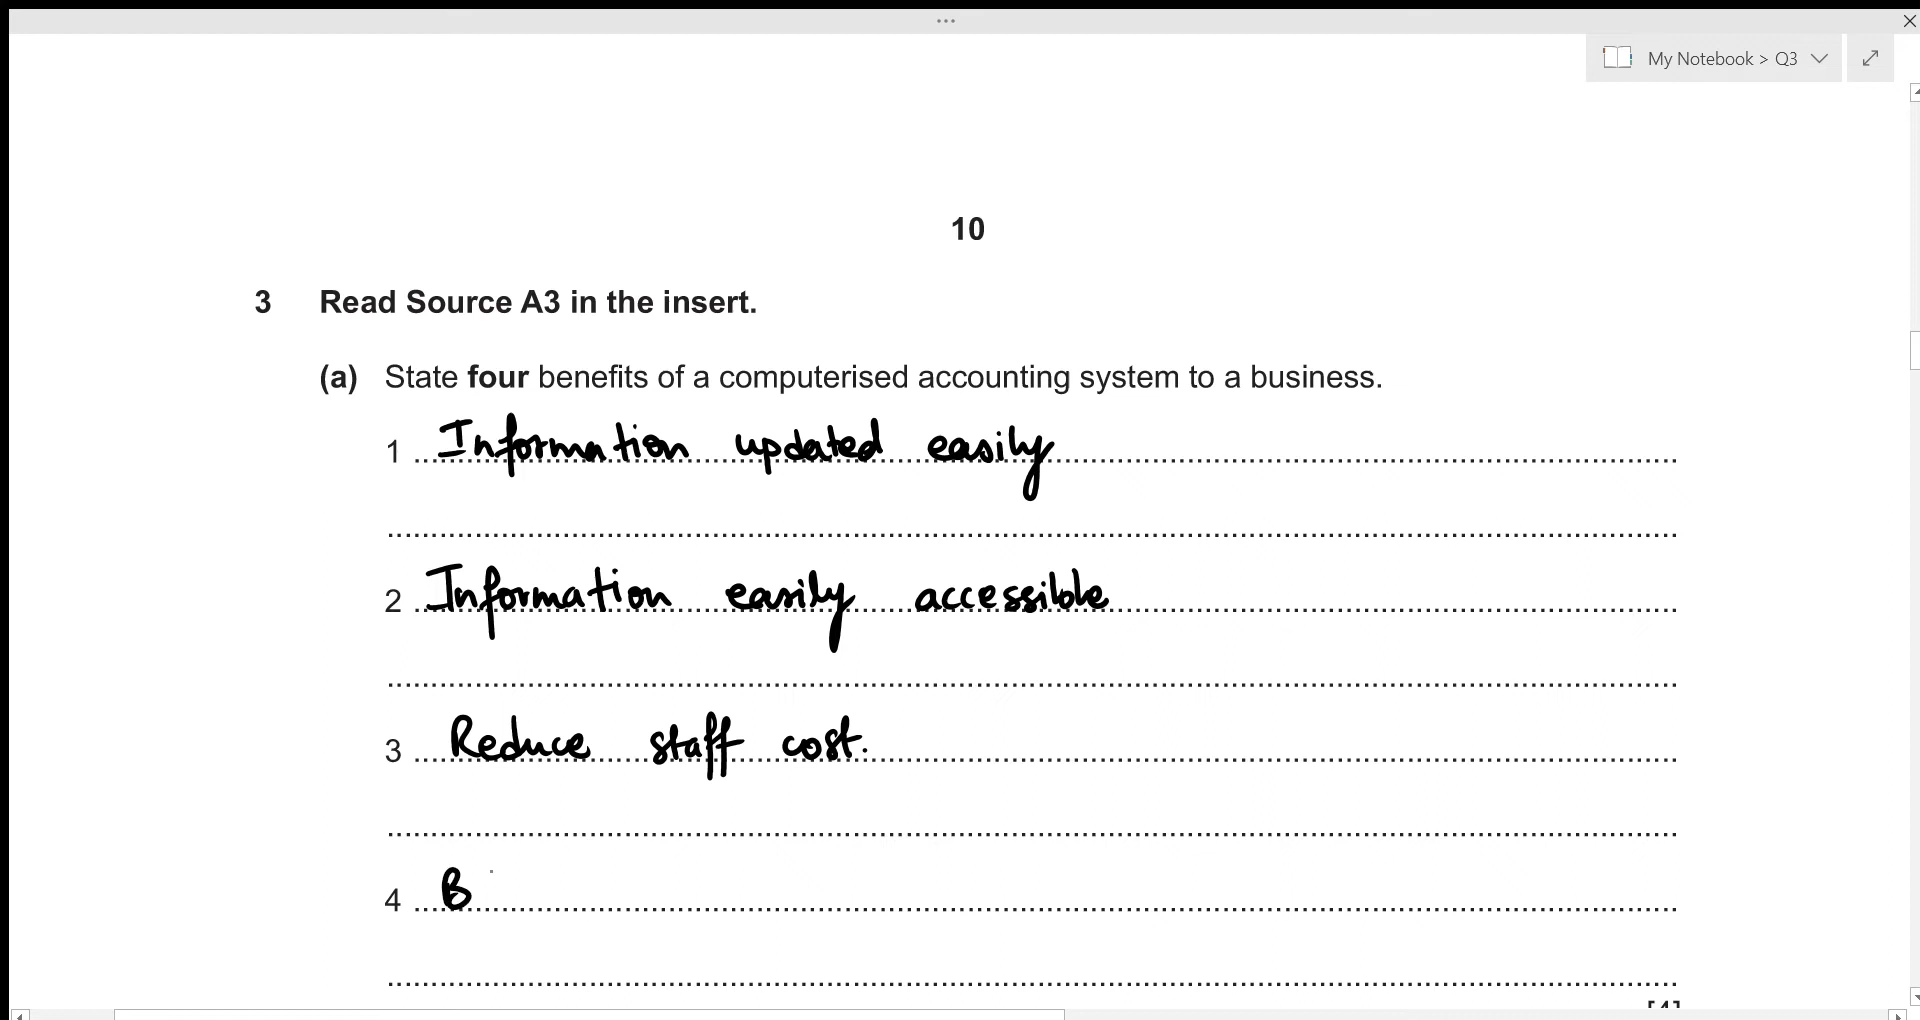 My Notebook > Q3
10
3 Read Source A3 in the insert.
(a) State four benefits of a computerised accounting system to a business.
1 Information updated easily
2 Information easily accessible
3 Reduce staff cost.
4 B
[4]